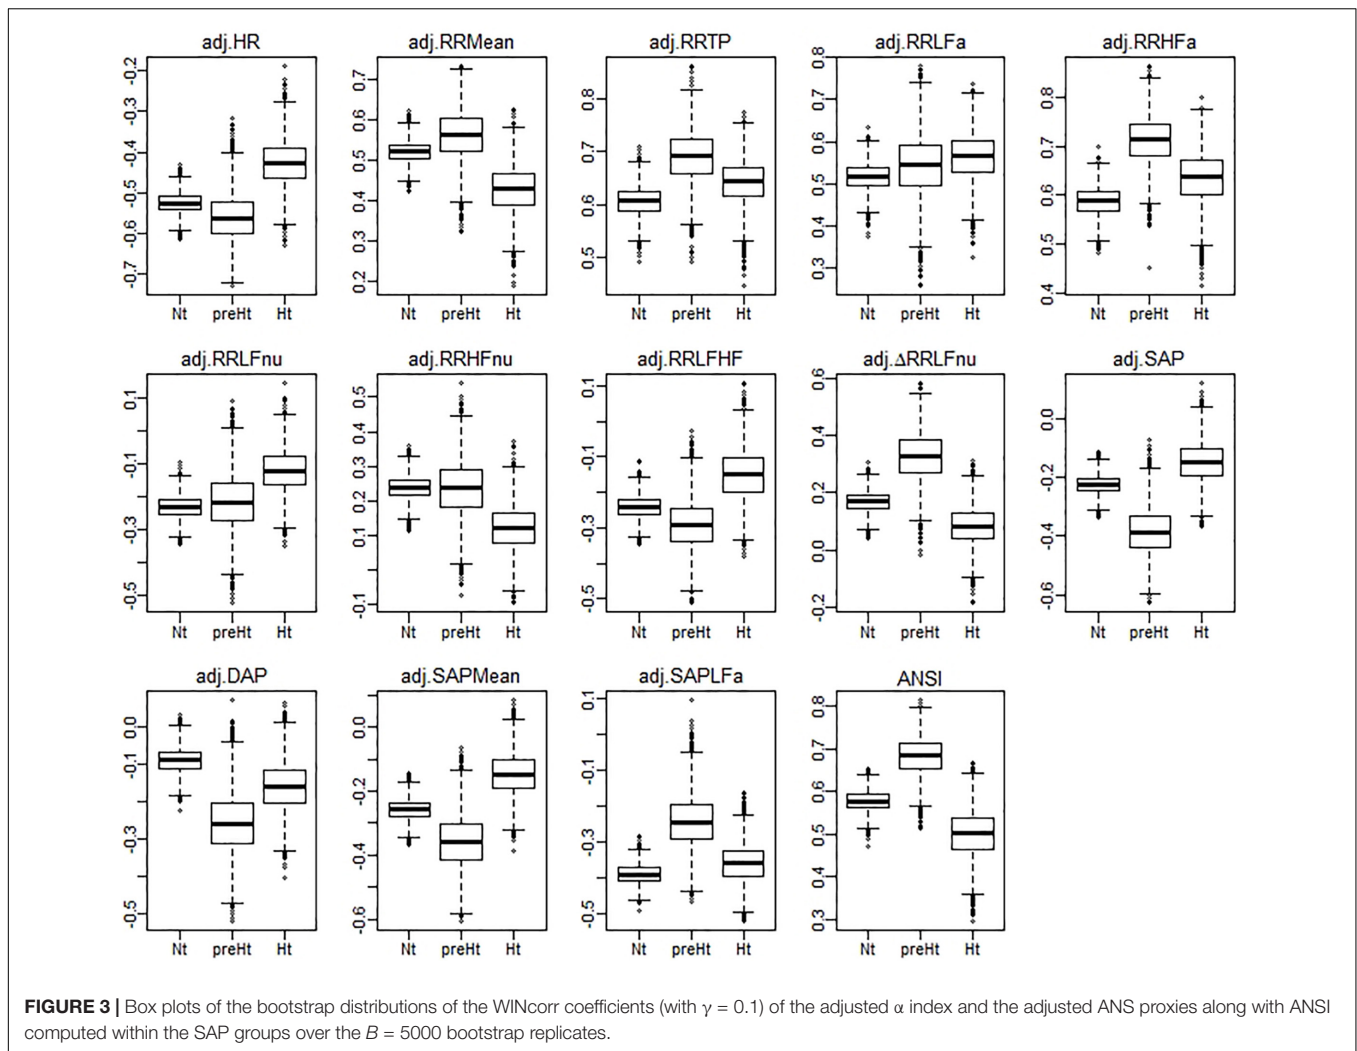 adj.HR adj.RRMean adj.RRTP adj.RRLFa adj.RRHFa
-0.2 -0.3 -0.4 -0.5 -0.6 -0.7
0.7 0.6 0.5 0.4 0.3 0.2
0.8 0.7 0.6 0.5
0.8 0.7 0.6 0.5 0.4 0.3
0.8 0.7 0.6 0.5 0.4
Nt preHt Ht Nt preHt Ht Nt preHt Ht Nt preHt Ht Nt preHt Ht
adj.RRLFnu adj.RRHFnu adj.RRLFHF adj.ΔRRLFnu adj.SAP
0.1 -0.1 -0.3 -0.5
0.5 0.4 0.3 0.2 0.1 -0.1
0.1 -0.1 -0.3 -0.5
0.6 0.4 0.2 0.0 -0.2
0.0 -0.2 -0.4 -0.6
Nt preHt Ht Nt preHt Ht Nt preHt Ht Nt preHt Ht Nt preHt Ht
adj.DAP adj.SAPMean adj.SAPLFa ANSI
0.0 -0.1 -0.3 -0.5
0.0 -0.2 -0.4 -0.6
0.1 -0.1 -0.3 -0.5
0.8 0.7 0.6 0.5 0.4 0.3
Nt preHt Ht Nt preHt Ht Nt preHt Ht Nt preHt Ht
FIGURE 3 | Box plots of the bootstrap distributions of the WINcorr coefficients (with γ = 0.1) of the adjusted α index and the adjusted ANS proxies along with ANSI
computed within the SAP groups over the B = 5000 bootstrap replicates.